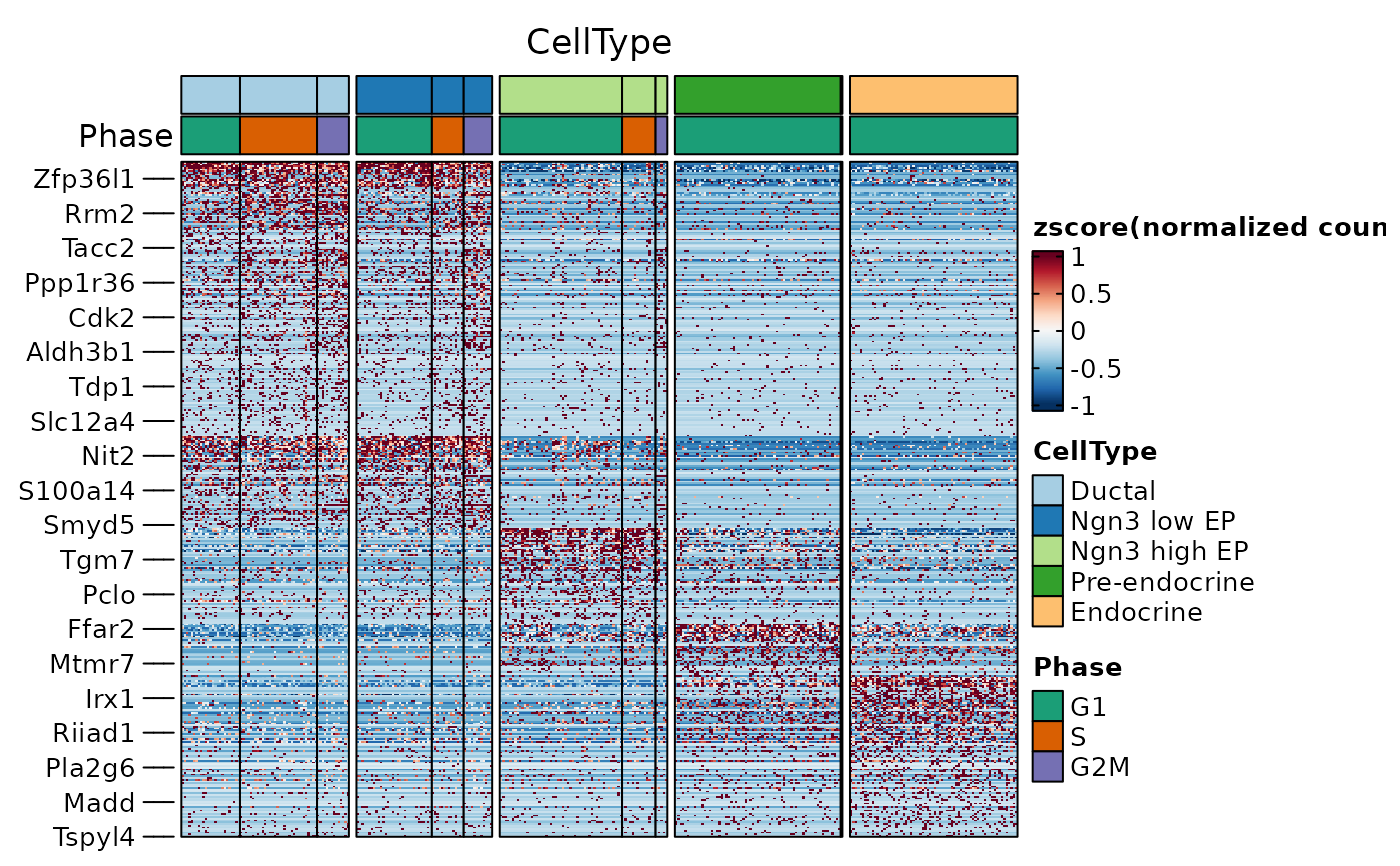 CellType
Phase
Zfp36l1
Rrm2
Tacc2
Ppp1r36
Cdk2
Aldh3b1
Tdp1
Slc12a4
Nit2
S100a14
Smyd5
Tgm7
Pclo
Ffar2
Mtmr7
Irx1
Riiad1
Pla2g6
Madd
Tspyl4
zscore(normalized coun
1
0.5
0
-0.5
-1
CellType
Ductal
Ngn3 low EP
Ngn3 high EP
Pre-endocrine
Endocrine
Phase
G1
S
G2M